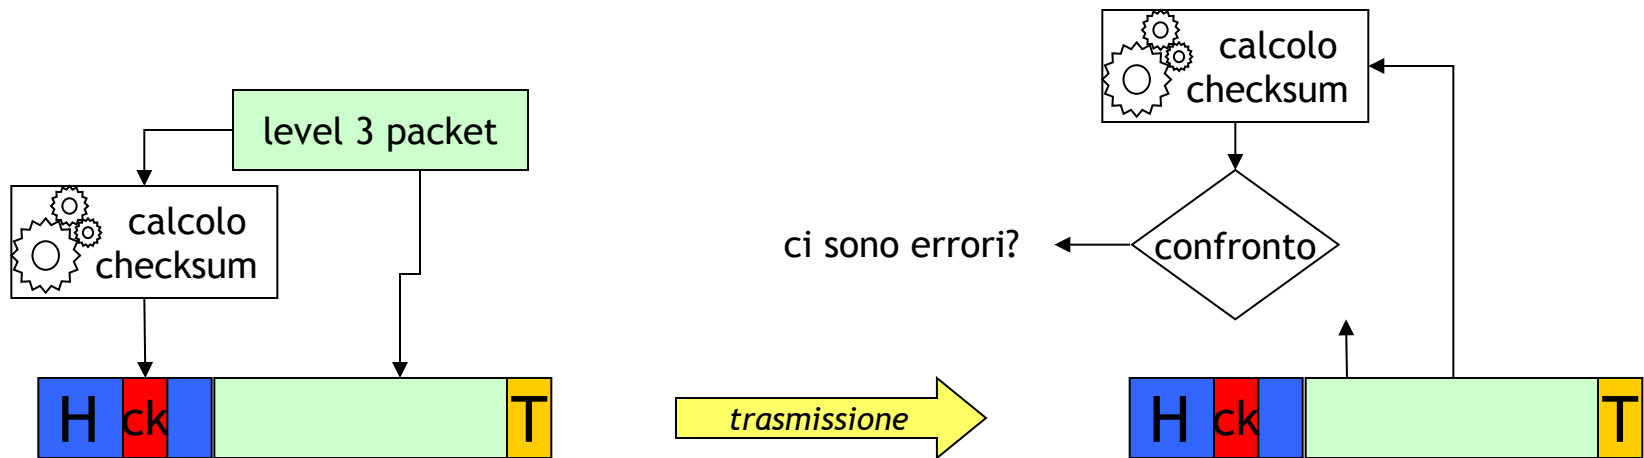 level 3 packet
calcolo
checksum
H
ck
T
trasmissione
calcolo
checksum
confronto
ci sono errori?
H
ck
T